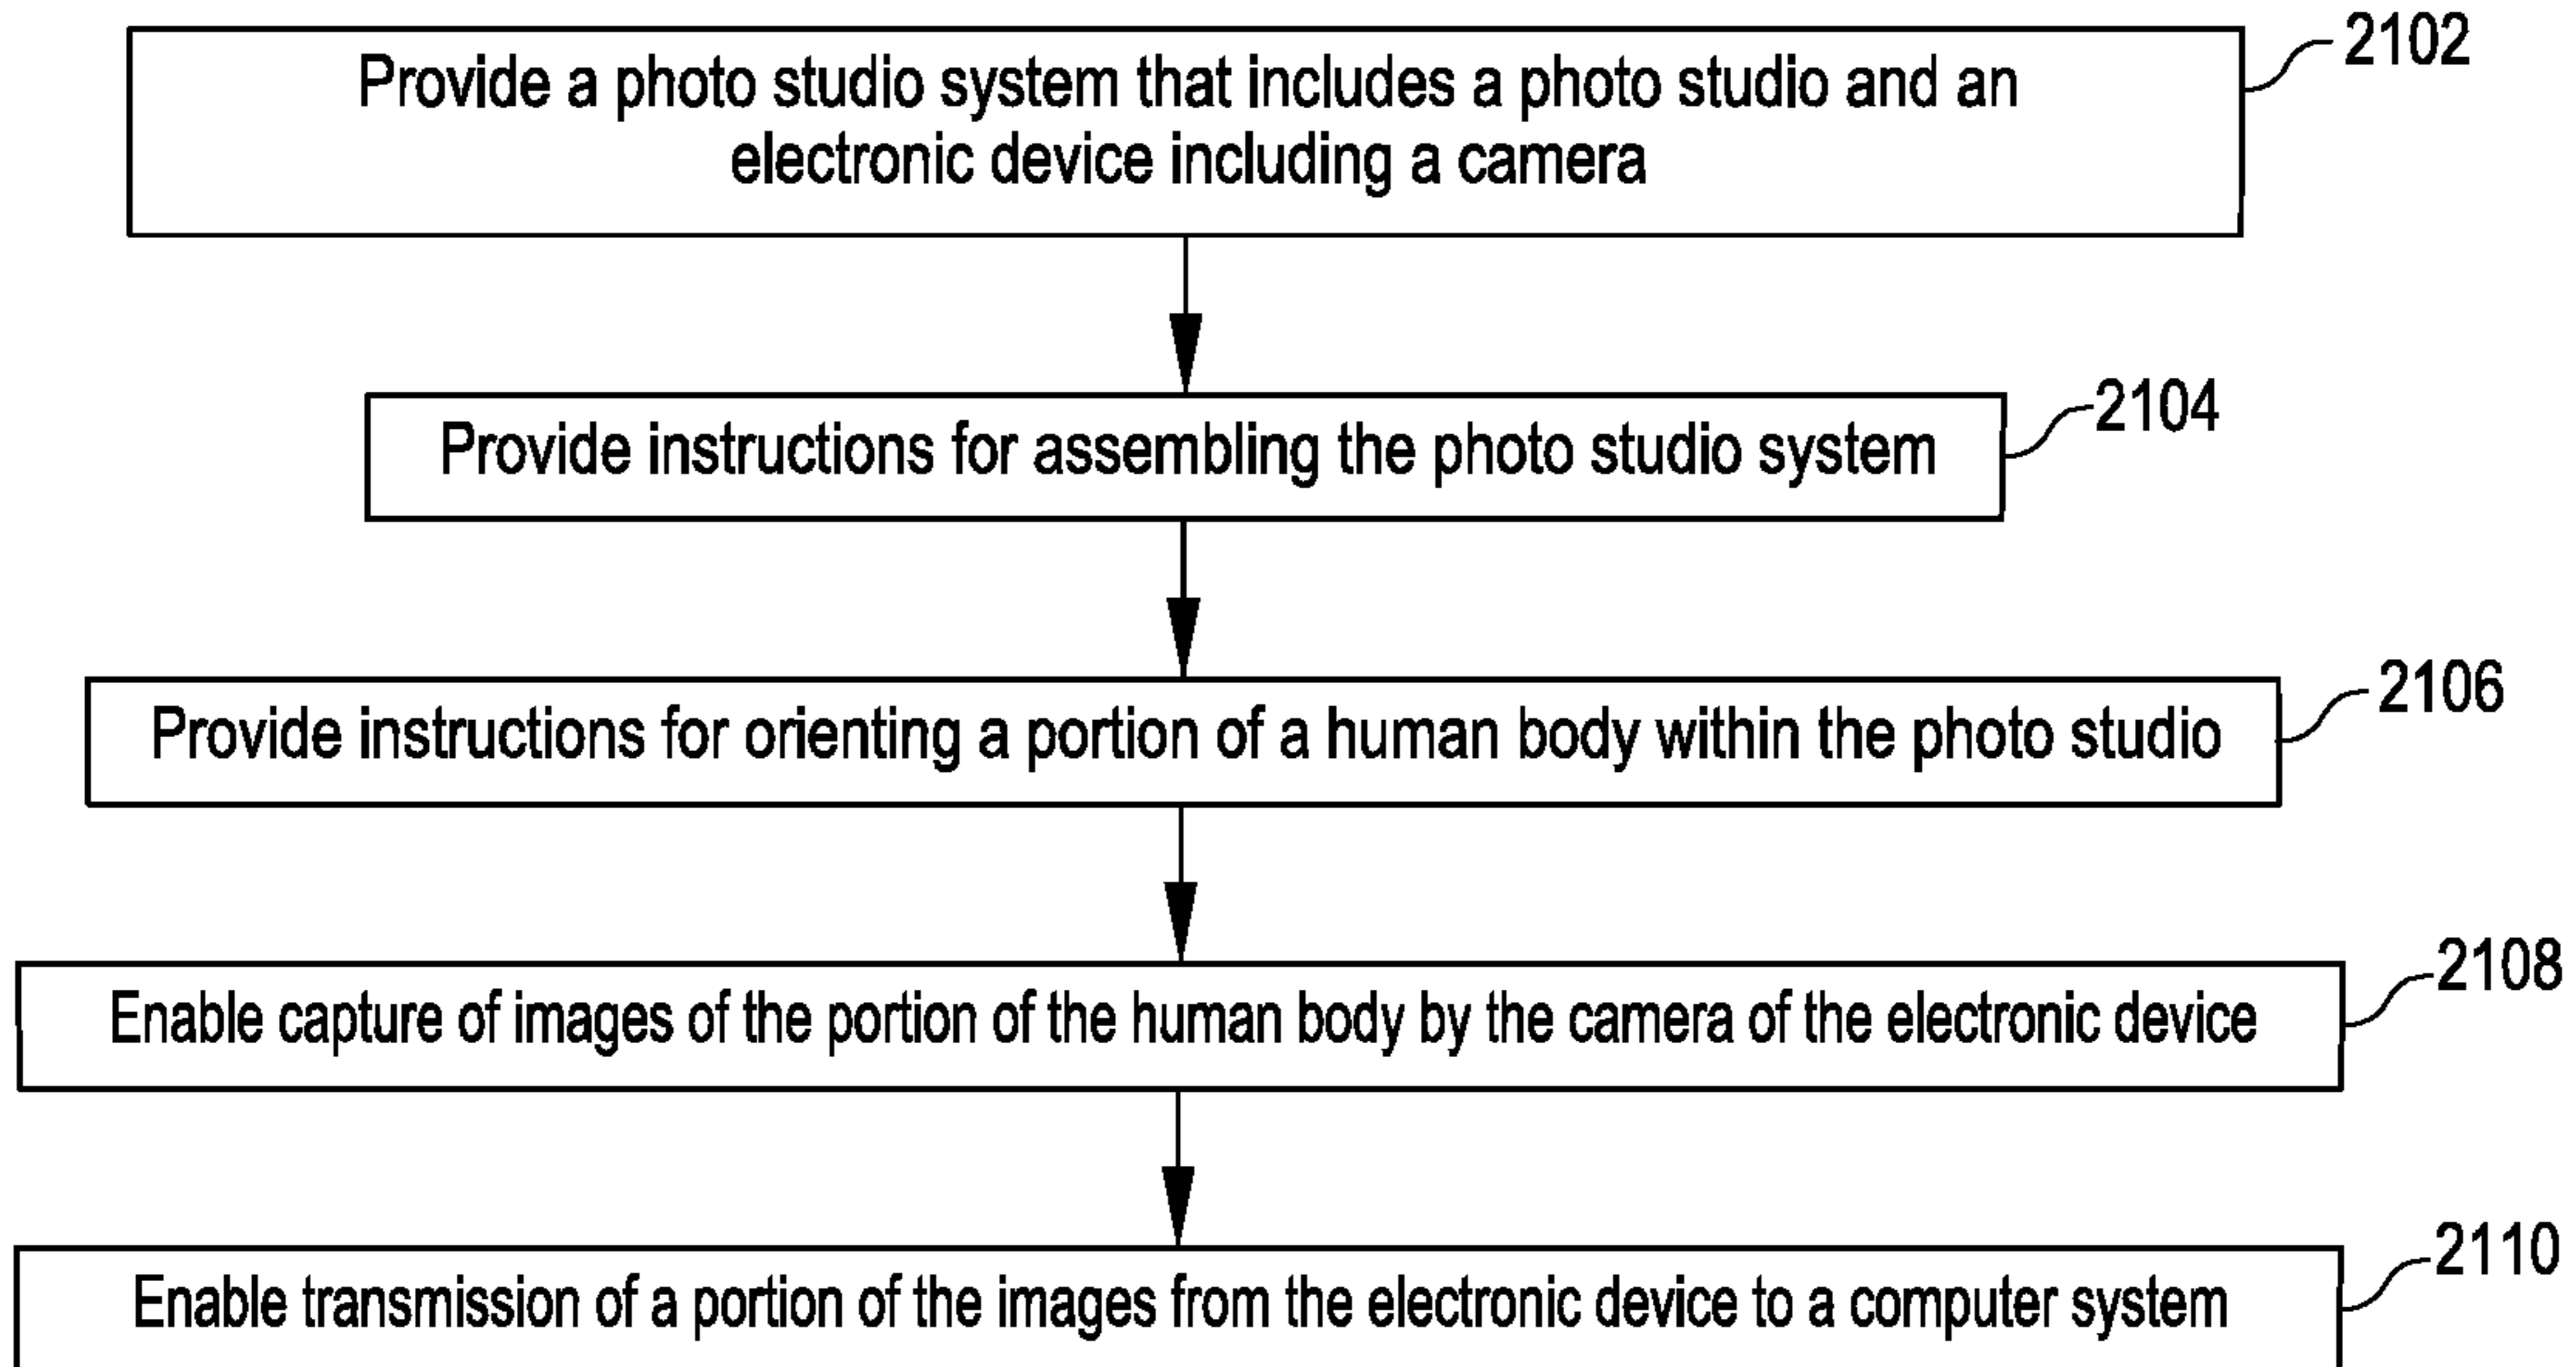 2102
Provide a photo studio system that includes a photo studio and an
electronic device including a camera
2104
Provide instructions for assembling the photo studio system
2106
Provide instructions for orienting a portion of a human body within the photo studio
2108
Enable capture of images of the portion of the human body by the camera of the electronic device
2110
Enable transmission of a portion of the images from the electronic device to a computer system